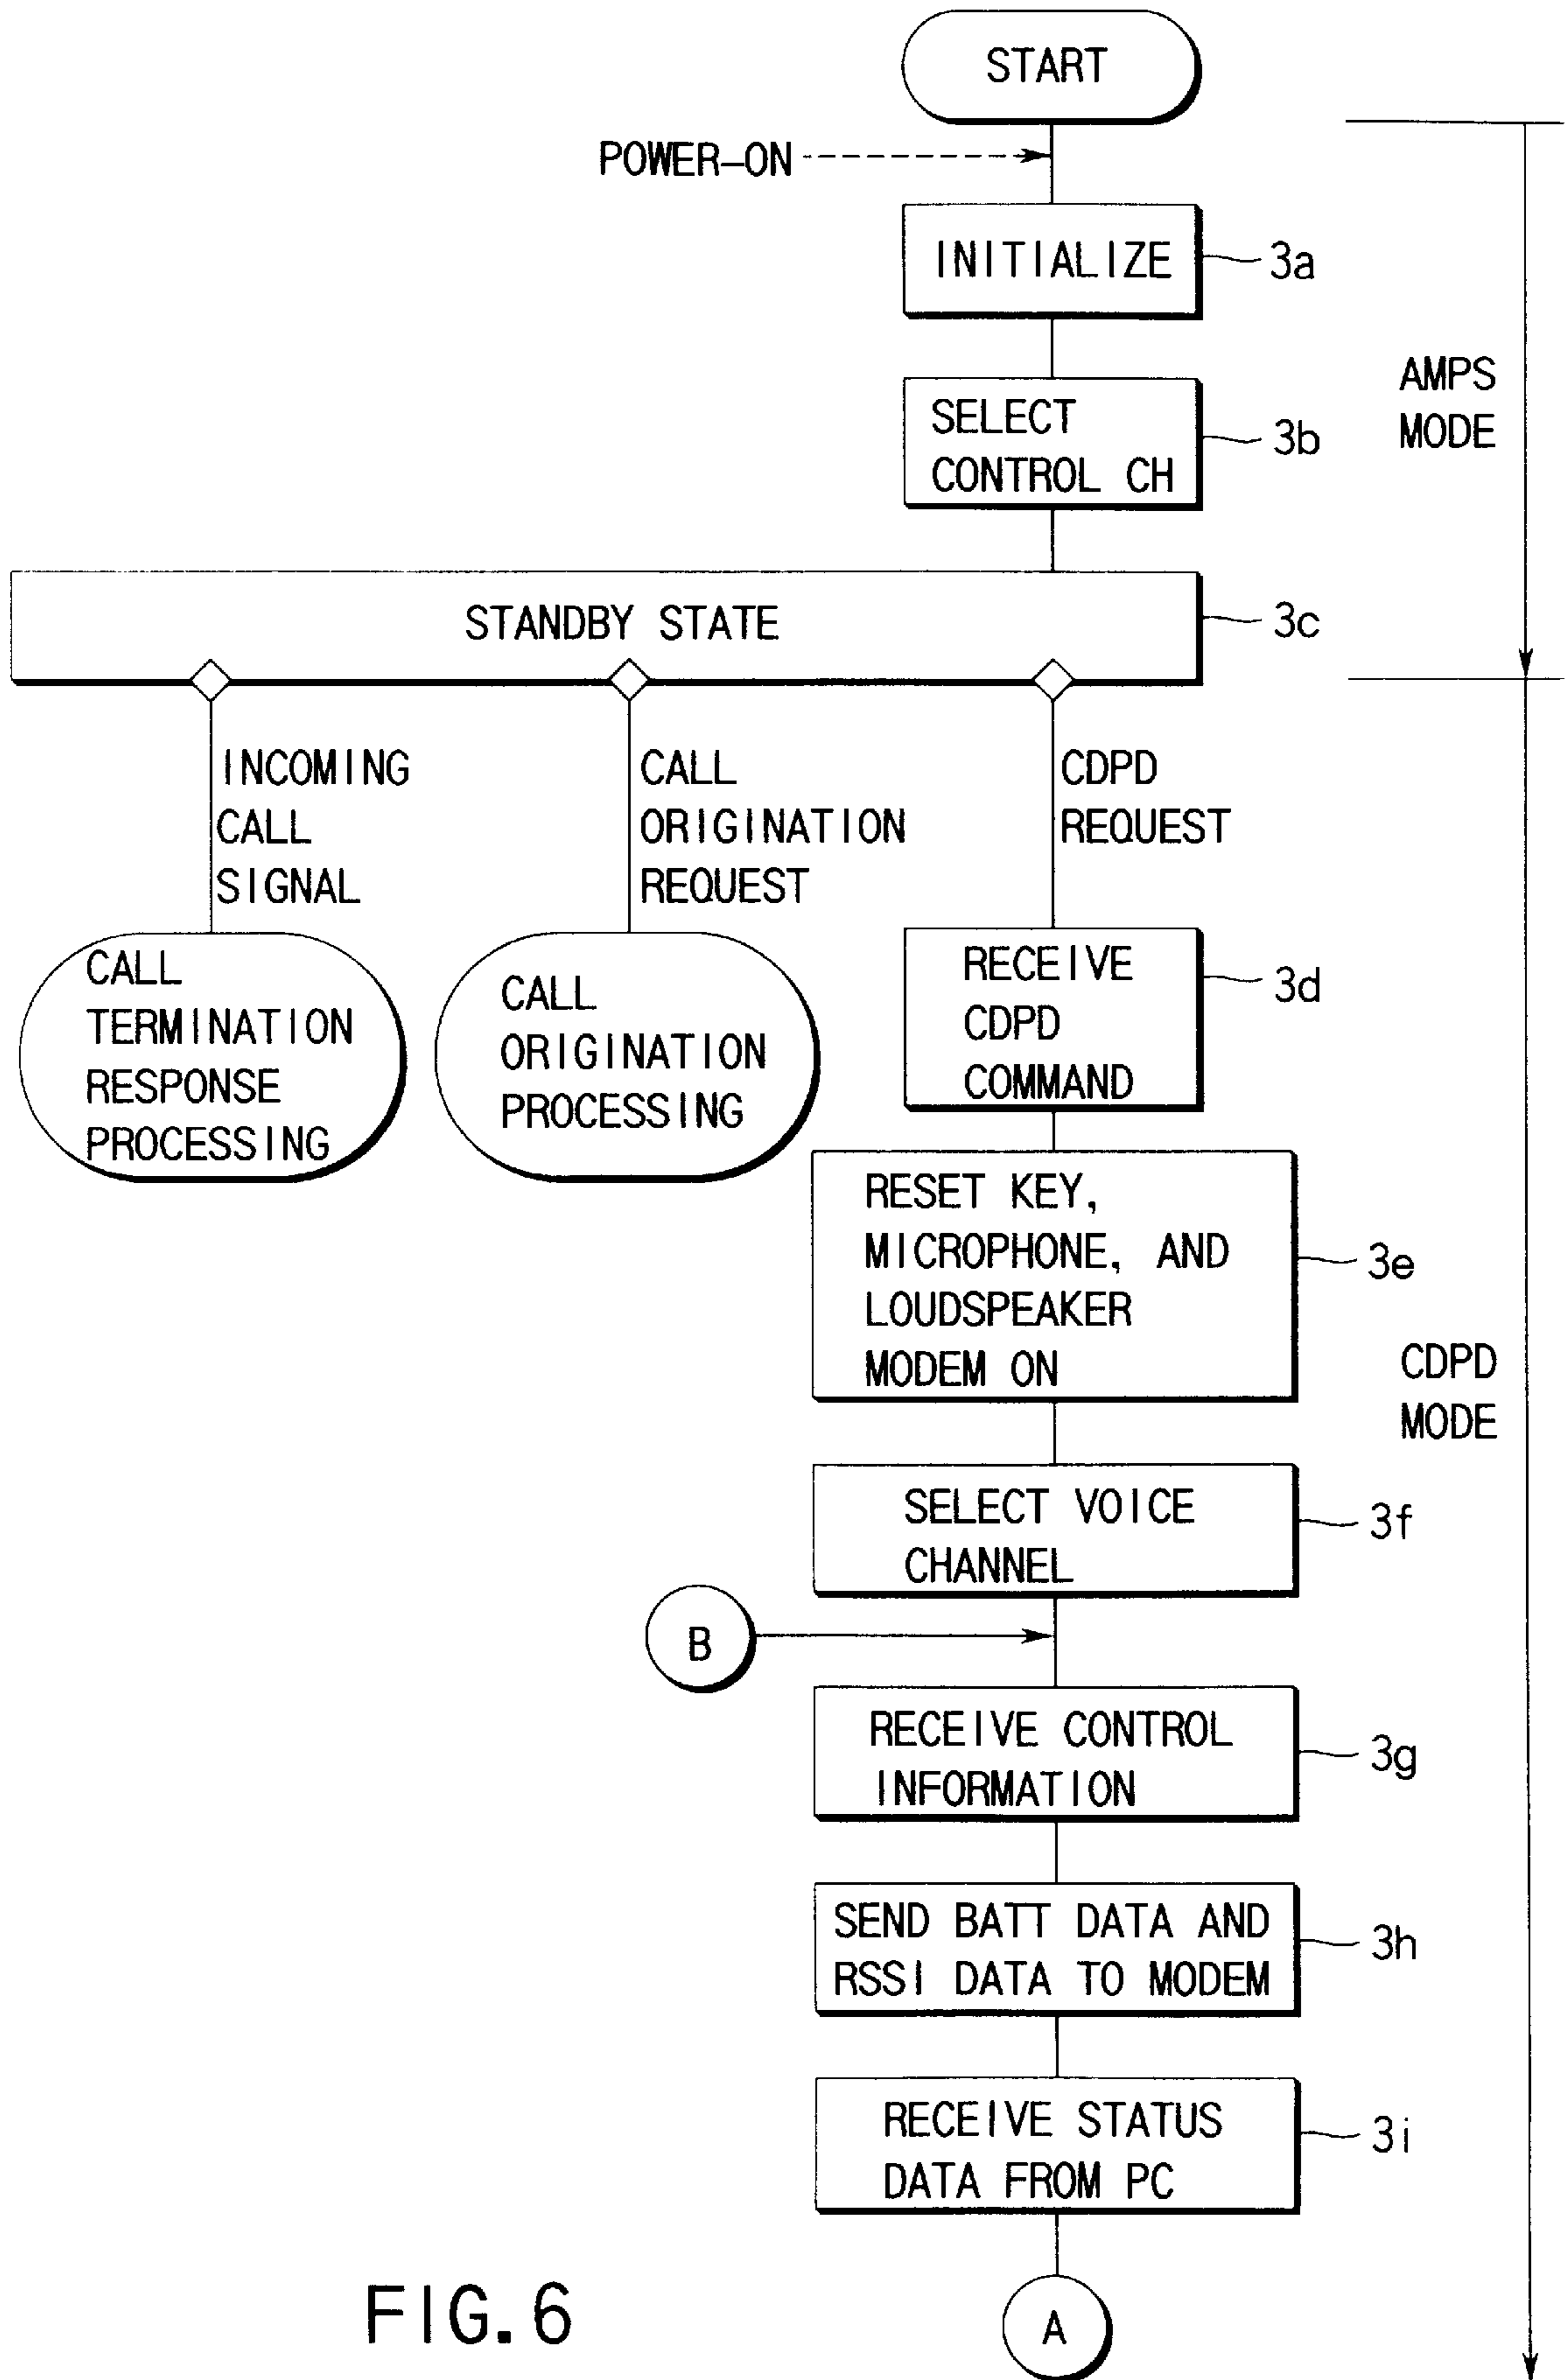 START
POWER-ON
INITIALIZE
3a
SELECT
CONTROL CH
3b
AMPS
MODE
STANDBY STATE
3c
INCOMING
CALL
SIGNAL
CALL
ORIGINATION
REQUEST
CDPD
REQUEST
CALL
TERMINATION
RESPONSE
PROCESSING
CALL
ORIGINATION
PROCESSING
RECEIVE
CDPD
COMMAND
3d
RESET KEY,
MICROPHONE, AND
LOUDSPEAKER
MODEM ON
3e
CDPD
MODE
SELECT VOICE
CHANNEL
3f
B
RECEIVE CONTROL
INFORMATION
3g
SEND BATT DATA AND
RSSI DATA TO MODEM
3h
RECEIVE STATUS
DATA FROM PC
3i
A
FIG. 6